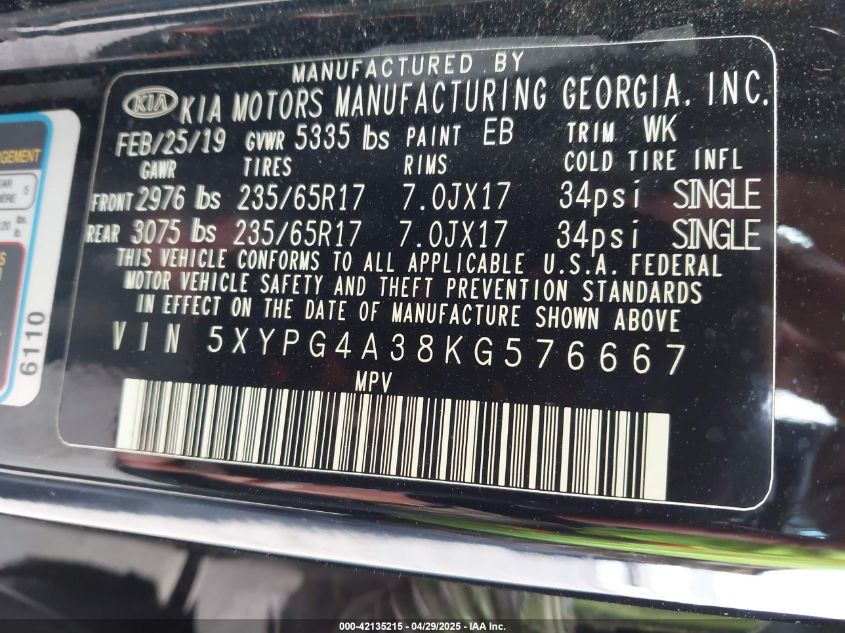 MANUFACTURED BY
KIA KIA MOTORS MANUFACTURING GEORGIA, INC.
FEB/25/19 GVWR 5335 lbs PAINT EB TRIM WK
GAWR TIRES RIMS COLD TIRE INFL
FRONT 2976 lbs 235/65R17 7.0JX17 34psi SINGLE
REAR 3075 lbs 235/65R17 7.0JX17 34psi SINGLE
THIS VEHICLE CONFORMS TO ALL APPLICABLE U.S.A. FEDERAL
MOTOR VEHICLE SAFETY AND THEFT PREVENTION STANDARDS
IN EFFECT ON THE DATE OF MANUFACTURE SHOWN ABOVE
VIN 5XYPG4A38KG576667
MPV
6110
000-42135215 - 04/29/2025 - IAA Inc.